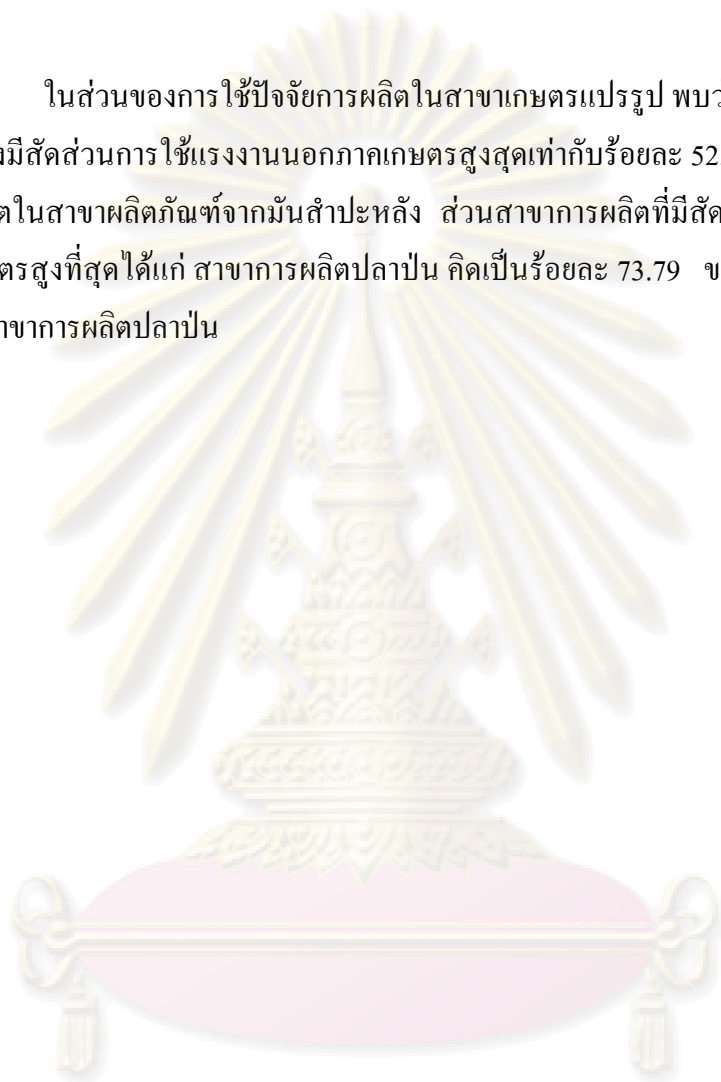 ในส่วนของการใช้ปัจจัยการผลิตในสาขาเกษตรแปรรูป พบว
งมีสัดส่วนการใช้แรงงานนอกภาคเกษตรสูงสุดเท่ากับร้อยละ 52.
ตในสาขาผลิตภัณฑ์จากมันสำปะหลัง ส่วนสาขาการผลิตที่มีสัด
ตรสูงที่สุดได้แก่ สาขาการผลิตปลาป่น คิดเป็นร้อยละ 73.79 ข
าขาการผลิตปลาป่น